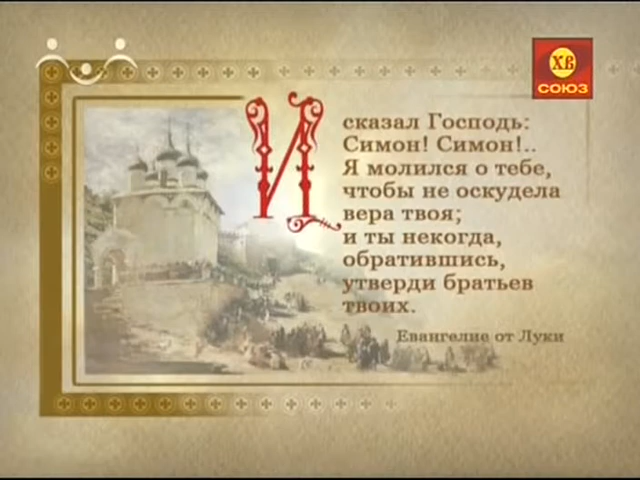 ХВ
СОЮЗ
И
сказал Господь:
Симон! Симон!..
Я молился о тебе,
чтобы не оскудела
вера твоя;
и ты некогда,
обратившись,
утверди братьев
твоих.
Евангелие от Луки